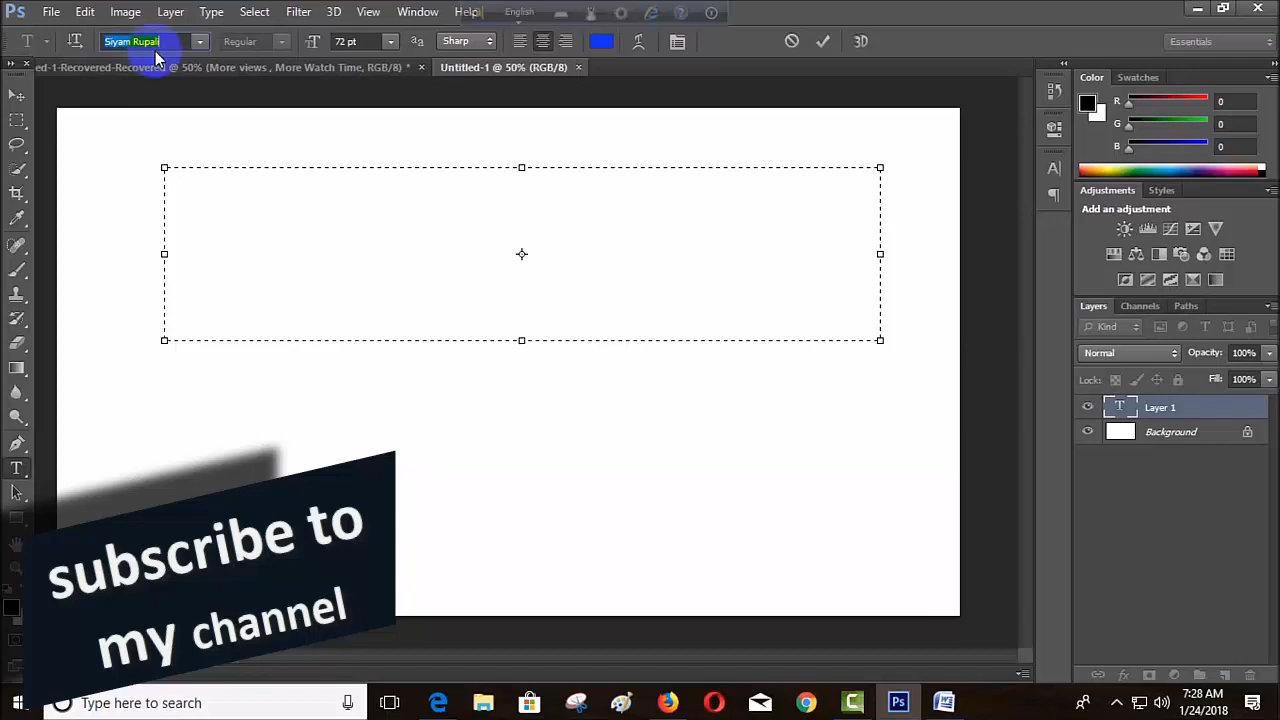 Ps File Edit Image Layer Type Select Filter 3D View Window Help English
T Siyam Rupali Regular 72 pt aa Sharp 3D Essentials
ed-1-Recovered-Recovered @ 50% (More views , More Watch Time, RGB/8) * × Untitled-1 @ 50% (RGB/8) ×
Color Swatches
R 0
G 0
B 0
Adjustments Styles
Add an adjustment
Layers Channels Paths
Kind
Normal Opacity: 100%
Lock: Fill: 100%
T Layer 1
Background
subscribe to
my channel
Type here to search
7:28 AM
1/24/2018